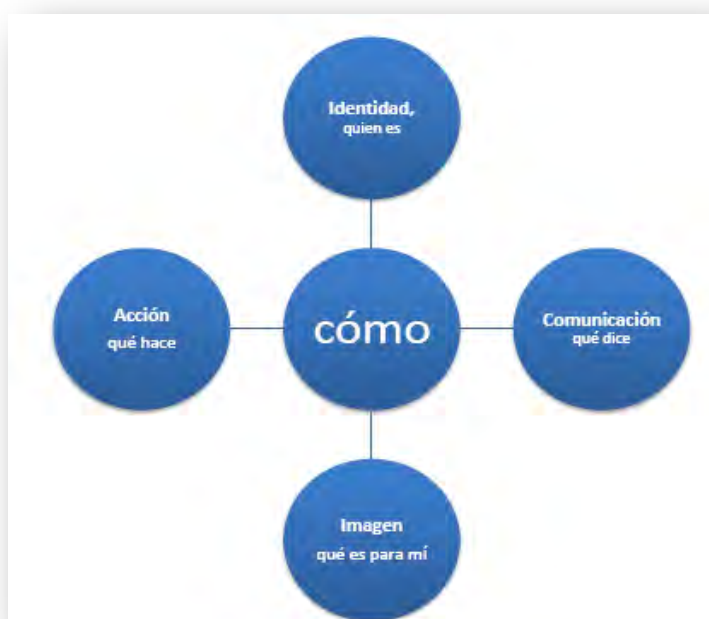 Identidad,
quien es
Acción
qué hace
cómo
Comunicación
qué dice
Imagen
qué es para mí